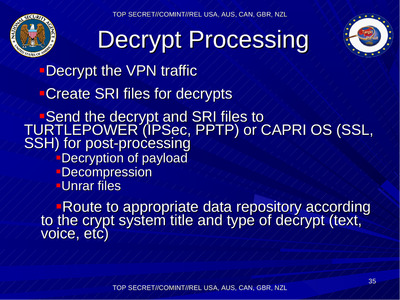 TOP SECRET//COMINT//REL USA, AUS, CAN, GBR, NZL
Decrypt Processing
Decrypt the VPN traffic
Create SRI files for decrypts
Send the decrypt and SRI files to
TURTLEPOWER (IPSec, PPTP) or CAPRI OS (SSL,
SSH) for post-processing
Decryption of payload
Decompression
Unrar files
Route to appropriate data repository according
to the crypt system title and type of decrypt (text,
voice, etc)
35
TOP SECRET//COMINT//REL USA, AUS, CAN, GBR, NZL